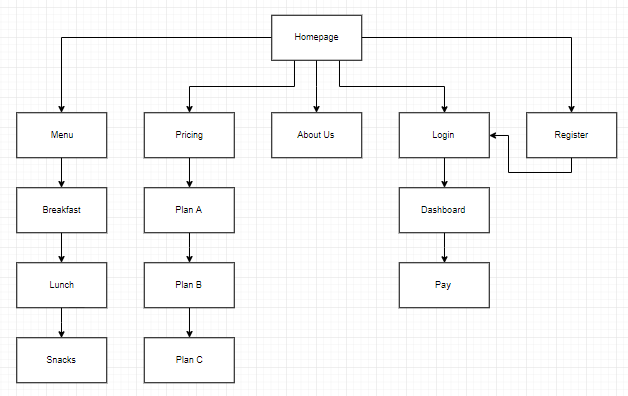 Homepage
Menu
Pricing
About Us
Login
Register
Breakfast
Plan A
Dashboard
Lunch
Plan B
Pay
Snacks
Plan C